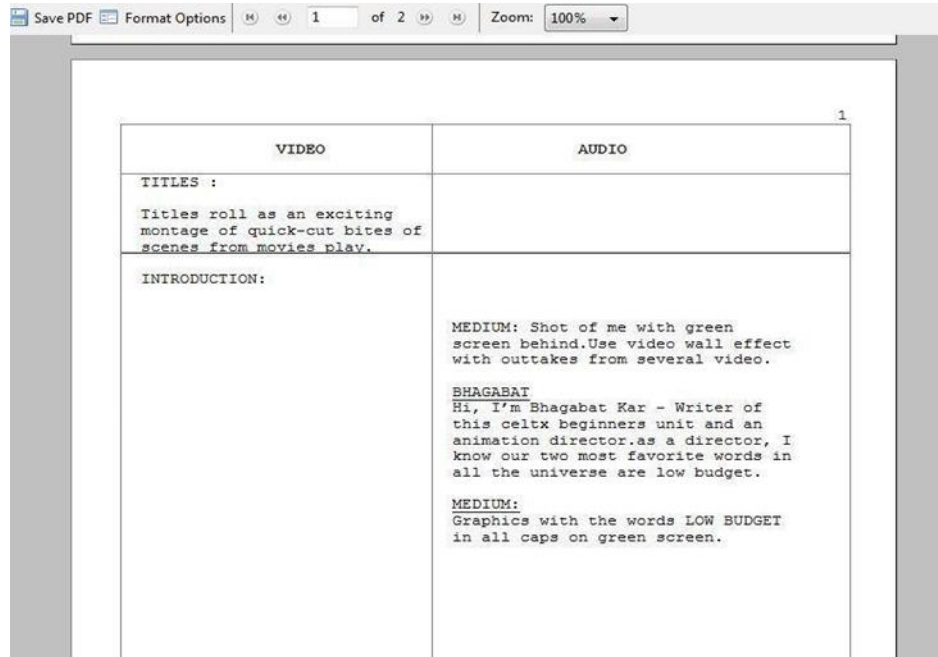 Save PDF Format Options 1 of 2 Zoom: 100%
1
VIDEO AUDIO
TITLES :
Titles roll as an exciting
montage of quick-cut bites of
scenes from movies play.
INTRODUCTION:
MEDIUM: Shot of me with green
screen behind.Use video wall effect
with outtakes from several video.
BHAGABAT
Hi, I'm Bhagabat Kar – Writer of
this celtx beginners unit and an
animation director.as a director, I
know our two most favorite words in
all the universe are low budget.
MEDIUM:
Graphics with the words LOW BUDGET
in all caps on green screen.